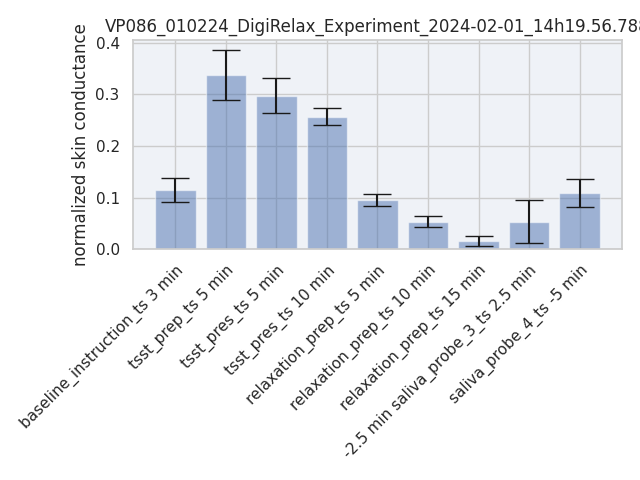 VP086_010224_DigiRelax_Experiment_2024-02-01_14h19.56.788
normalized skin conductance
0.4
0.3
0.2
0.1
0.0
baseline_instruction_ts 3 min
tsst_prep_ts 5 min
tsst_pres_ts 5 min
tsst_pres_ts 10 min
relaxation_prep_ts 5 min
relaxation_prep_ts 10 min
relaxation_prep_ts 15 min
-2.5 min saliva_probe_3_ts 2.5 min
saliva_probe_4_ts -5 min